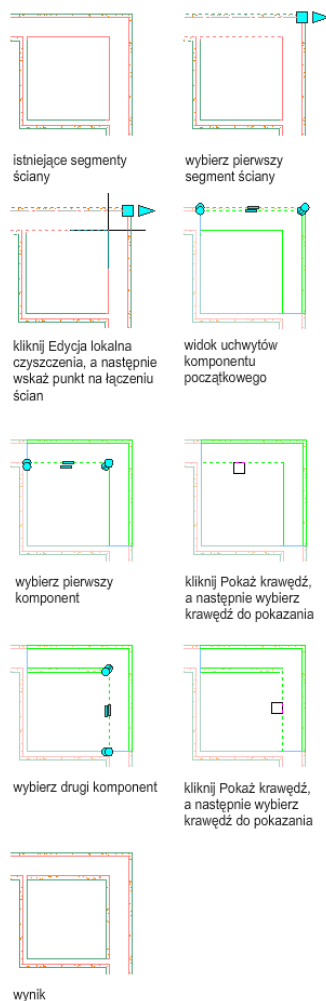 istniejące segmenty
ściany
wybierz pierwszy
segment ściany
kliknij Edycja lokalna
czyszczenia, a następnie
wskaż punkt na łączeniu
ścian
widok uchwytów
komponentu
początkowego
wybierz pierwszy
komponent
kliknij Pokaż krawędź,
a następnie wybierz
krawędź do pokazania
wybierz drugi komponent
kliknij Pokaż krawędź,
a następnie wybierz
krawędź do pokazania
wynik